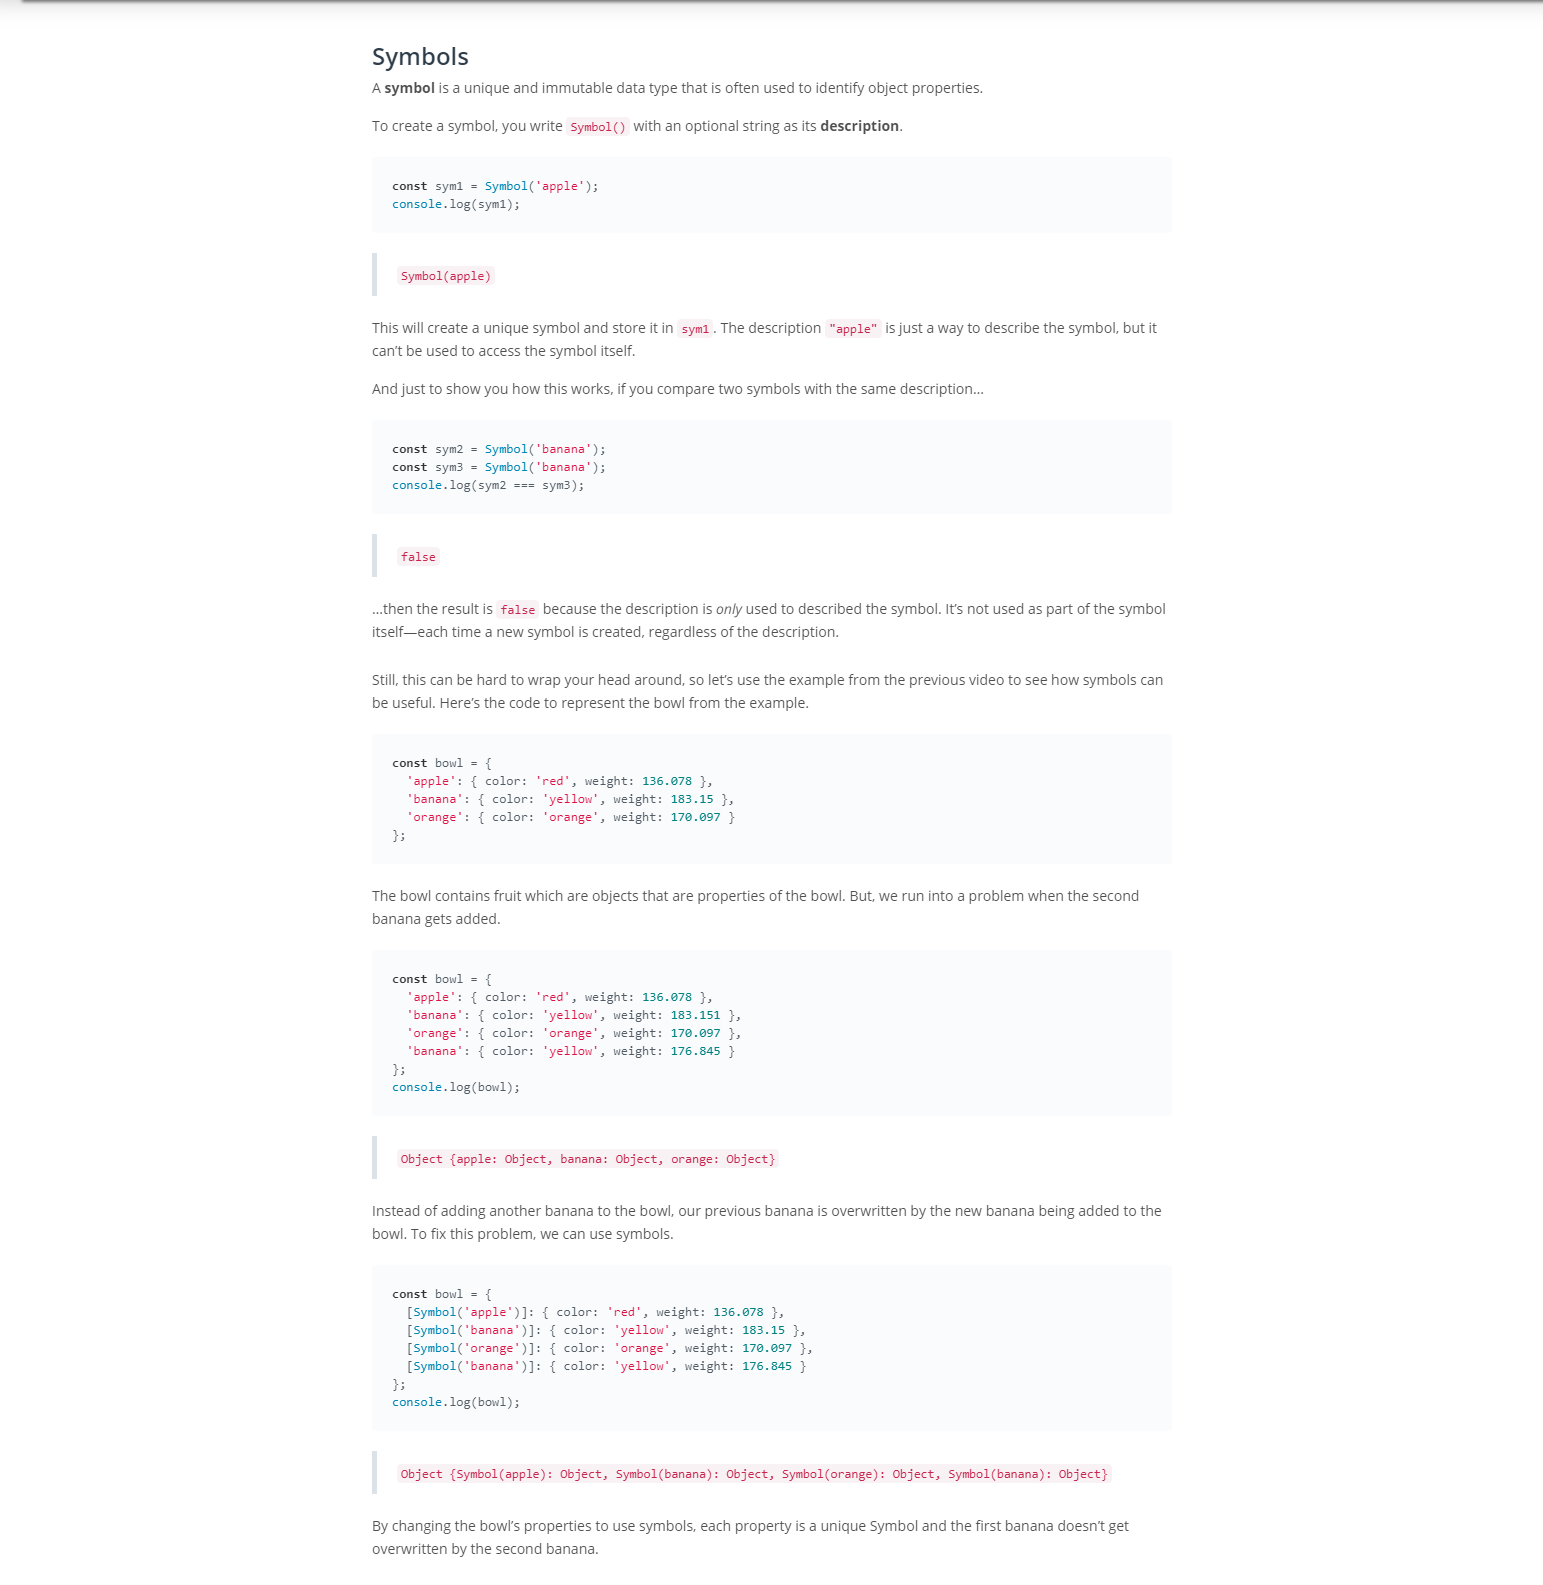 Symbols
A symbol is a unique and immutable data type that is often used to identify object properties.
To create a symbol, you write Symbol() with an optional string as its description.
const sym1 = Symbol('apple');
console.log(sym1);
Symbol(apple)
This will create a unique symbol and store it in sym1. The description "apple" is just a way to describe the symbol, but it
can’t be used to access the symbol itself.
And just to show you how this works, if you compare two symbols with the same description…
const sym2 = Symbol('banana');
const sym3 = Symbol('banana');
console.log(sym2 === sym3);
false
…then the result is false because the description is only used to described the symbol. It’s not used as part of the symbol
itself—each time a new symbol is created, regardless of the description.
Still, this can be hard to wrap your head around, so let’s use the example from the previous video to see how symbols can
be useful. Here’s the code to represent the bowl from the example.
const bowl = {
  'apple': { color: 'red', weight: 136.078 },
  'banana': { color: 'yellow', weight: 183.15 },
  'orange': { color: 'orange', weight: 170.097 }
};
The bowl contains fruit which are objects that are properties of the bowl. But, we run into a problem when the second
banana gets added.
const bowl = {
  'apple': { color: 'red', weight: 136.078 },
  'banana': { color: 'yellow', weight: 183.151 },
  'orange': { color: 'orange', weight: 170.097 },
  'banana': { color: 'yellow', weight: 176.845 }
};
console.log(bowl);
Object {apple: Object, banana: Object, orange: Object}
Instead of adding another banana to the bowl, our previous banana is overwritten by the new banana being added to the
bowl. To fix this problem, we can use symbols.
const bowl = {
  [Symbol('apple')]: { color: 'red', weight: 136.078 },
  [Symbol('banana')]: { color: 'yellow', weight: 183.15 },
  [Symbol('orange')]: { color: 'orange', weight: 170.097 },
  [Symbol('banana')]: { color: 'yellow', weight: 176.845 }
};
console.log(bowl);
Object {Symbol(apple): Object, Symbol(banana): Object, Symbol(orange): Object, Symbol(banana): Object}
By changing the bowl’s properties to use symbols, each property is a unique Symbol and the first banana doesn’t get
overwritten by the second banana.